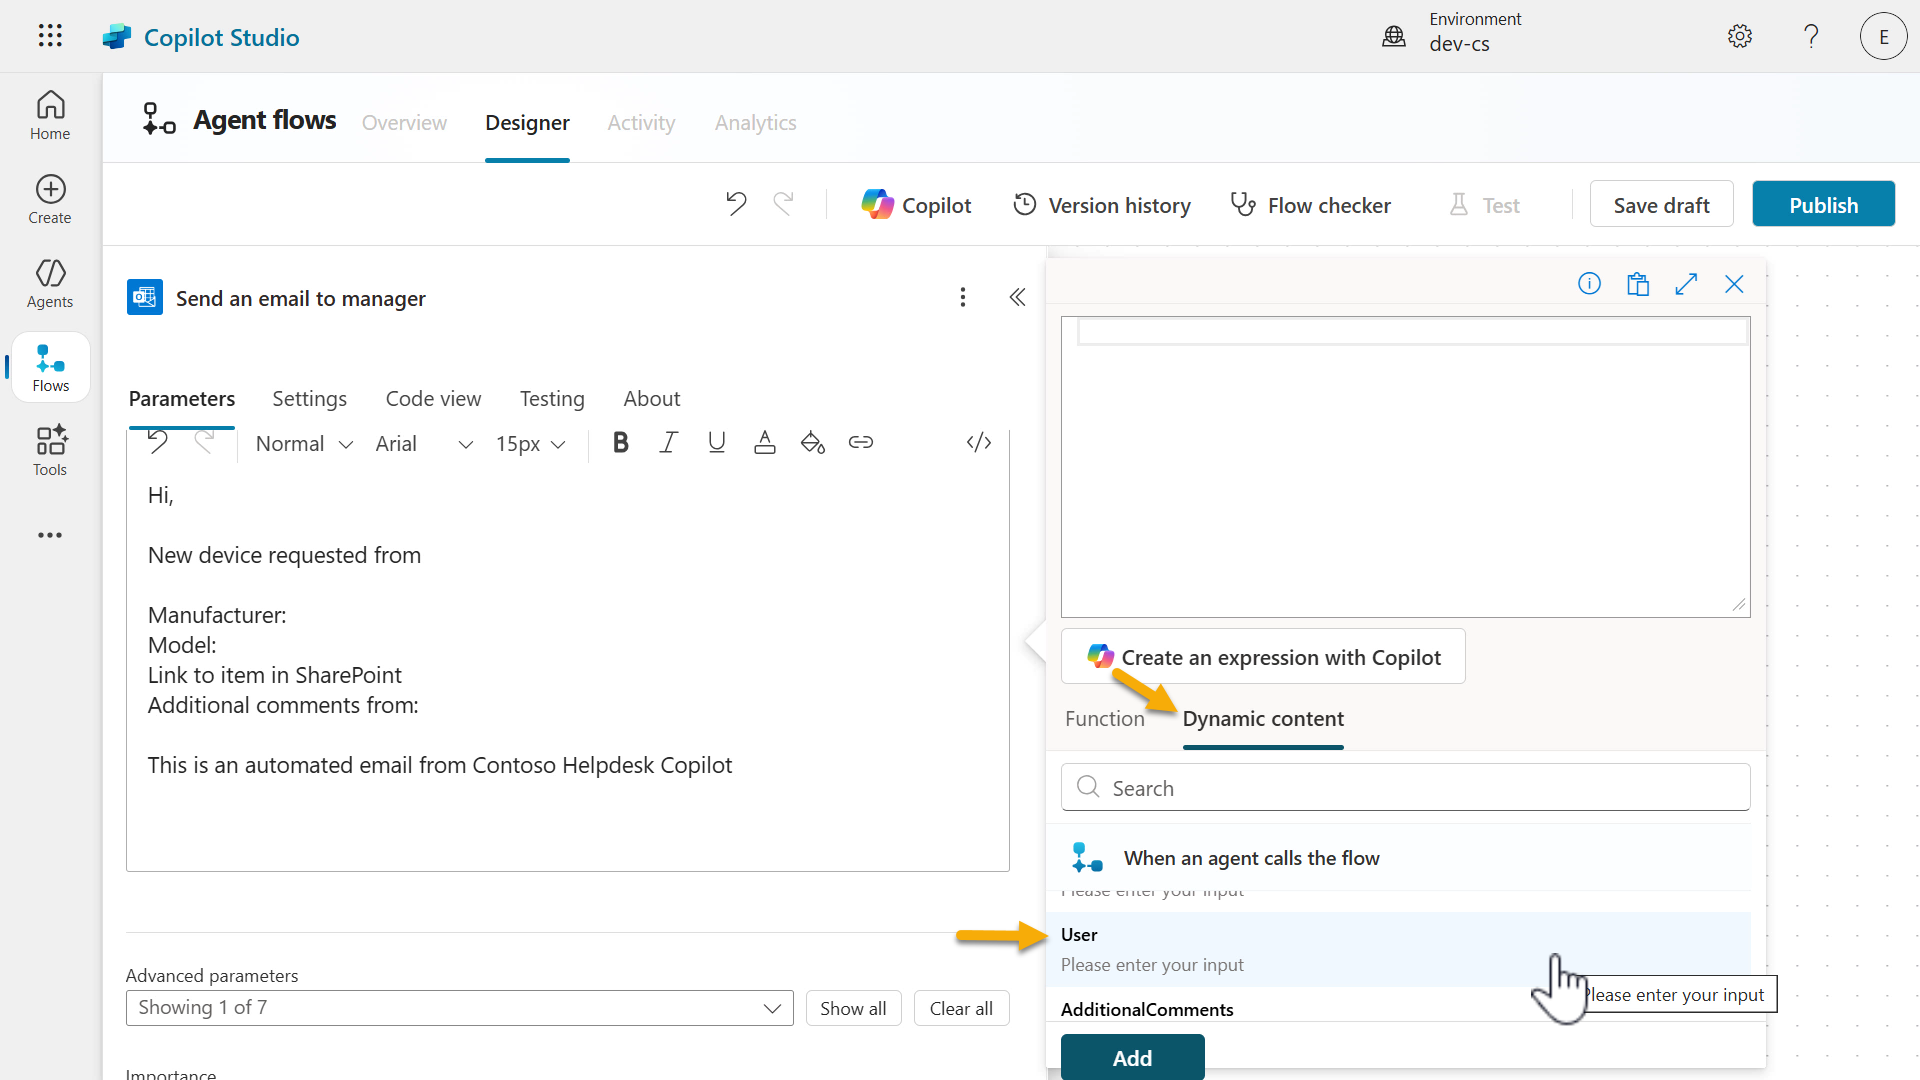 Copilot Studio
Environment
dev-cs
E
Home
Create
Agents
Flows
Tools
Agent flows
Overview
Designer
Activity
Analytics
Copilot
Version history
Flow checker
Test
Save draft
Publish
Send an email to manager
Parameters
Settings
Code view
Testing
About
Normal
Arial
15px
B
Hi,
New device requested from
Manufacturer:
Model:
Link to item in SharePoint
Additional comments from:
This is an automated email from Contoso Helpdesk Copilot
Advanced parameters
Showing 1 of 7
Show all
Clear all
Importance
Create an expression with Copilot
Function
Dynamic content
Search
When an agent calls the flow
Please enter your input
User
Please enter your input
Please enter your input
AdditionalComments
Add